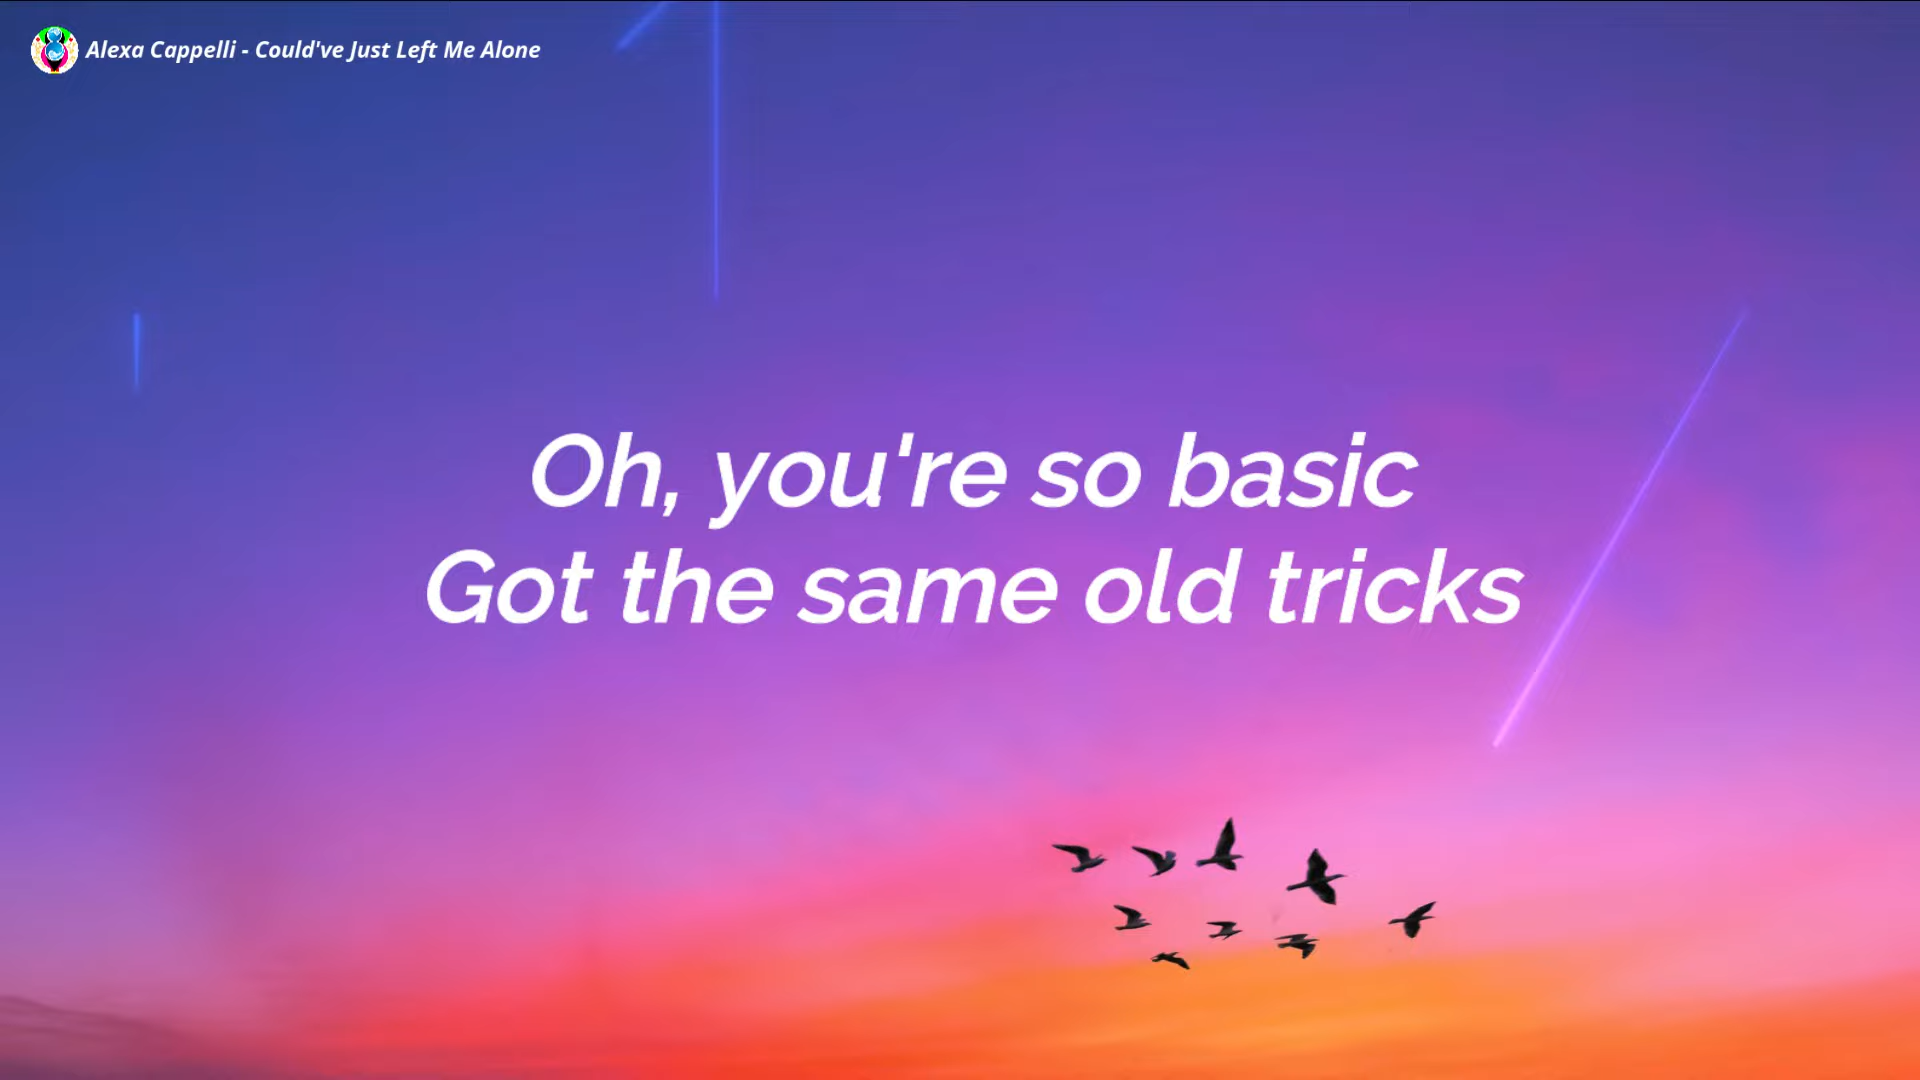 Alexa Cappelli - Could've Just Left Me Alone
Oh, you're so basic
Got the same old tricks